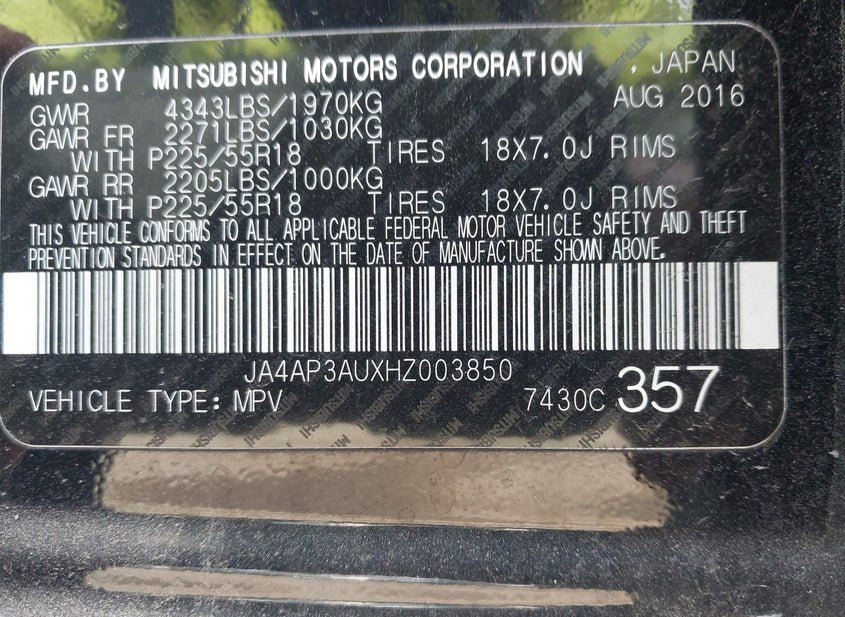 MFD.BY MITSUBISHI MOTORS CORPORATION , JAPAN
GVWR 4343LBS/1970KG AUG 2016
GAWR FR 2271LBS/1030KG
WITH P225/55R18 TIRES 18X7.0J RIMS
GAWR RR 2205LBS/1000KG
WITH P225/55R18 TIRES 18X7.0J RIMS
THIS VEHICLE CONFORMS TO ALL APPLICABLE FEDERAL MOTOR VEHICLE SAFETY AND THEFT
PREVENTION STANDARDS IN EFFECT ON THE DATE OF MANUFACTURE SHOWN ABOVE.
JA4AP3AUXHZ003850
VEHICLE TYPE: MPV 7430C 357